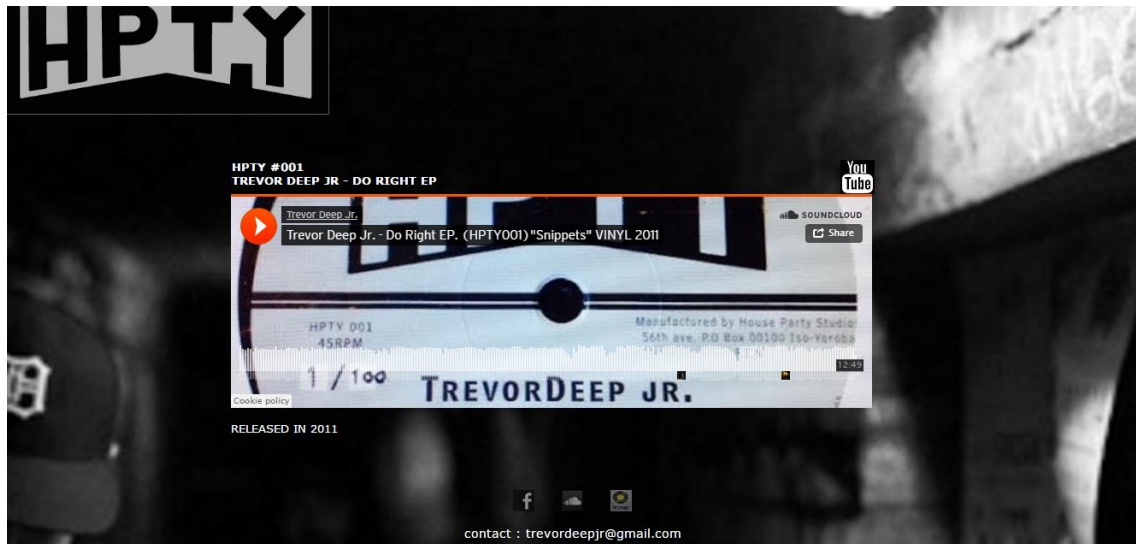 HPTY
HPTY #001
TREVOR DEEP JR - DO RIGHT EP
You
Tube
Trevor Deep Jr.
SOUNDCLOUD
Trevor Deep Jr. - Do Right EP. (HPTY001) "Snippets" VINYL 2011
Share
HPTY
HPTY 001
45RPM
Manufactured by House Party Studio
56th ave. P.O Box 00100 Iso-Yoroba
12:49
1 / 100
TREVORDEEP JR.
Cookie policy
RELEASED IN 2011
f
contact : trevordeepjr@gmail.com